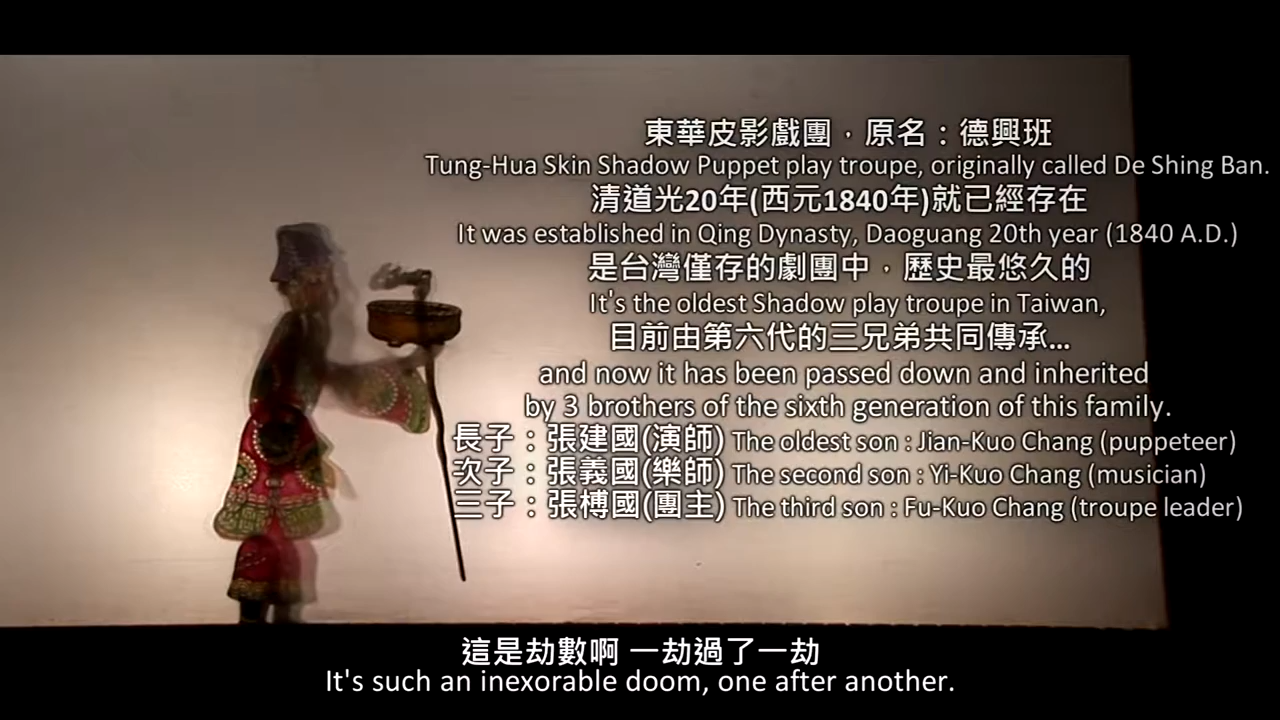 東華皮影戲團，原名：德興班
Tung-Hua Skin Shadow Puppet play troupe, originally called De Shing Ban.
清道光20年(西元1840年)就已經存在
It was established in Qing Dynasty, Daoguang 20th year (1840 A.D.)
是台灣僅存的劇團中，歷史最悠久的
It's the oldest Shadow play troupe in Taiwan,
目前由第六代的三兄弟共同傳承...
and now it has been passed down and inherited
by 3 brothers of the sixth generation of this family.
長子：張建國(演師) The oldest son : Jian-Kuo Chang (puppeteer)
次子：張義國(樂師) The second son : Yi-Kuo Chang (musician)
三子：張榑國(團主) The third son : Fu-Kuo Chang (troupe leader)
這是劫數啊 一劫過了一劫
It's such an inexorable doom, one after another.